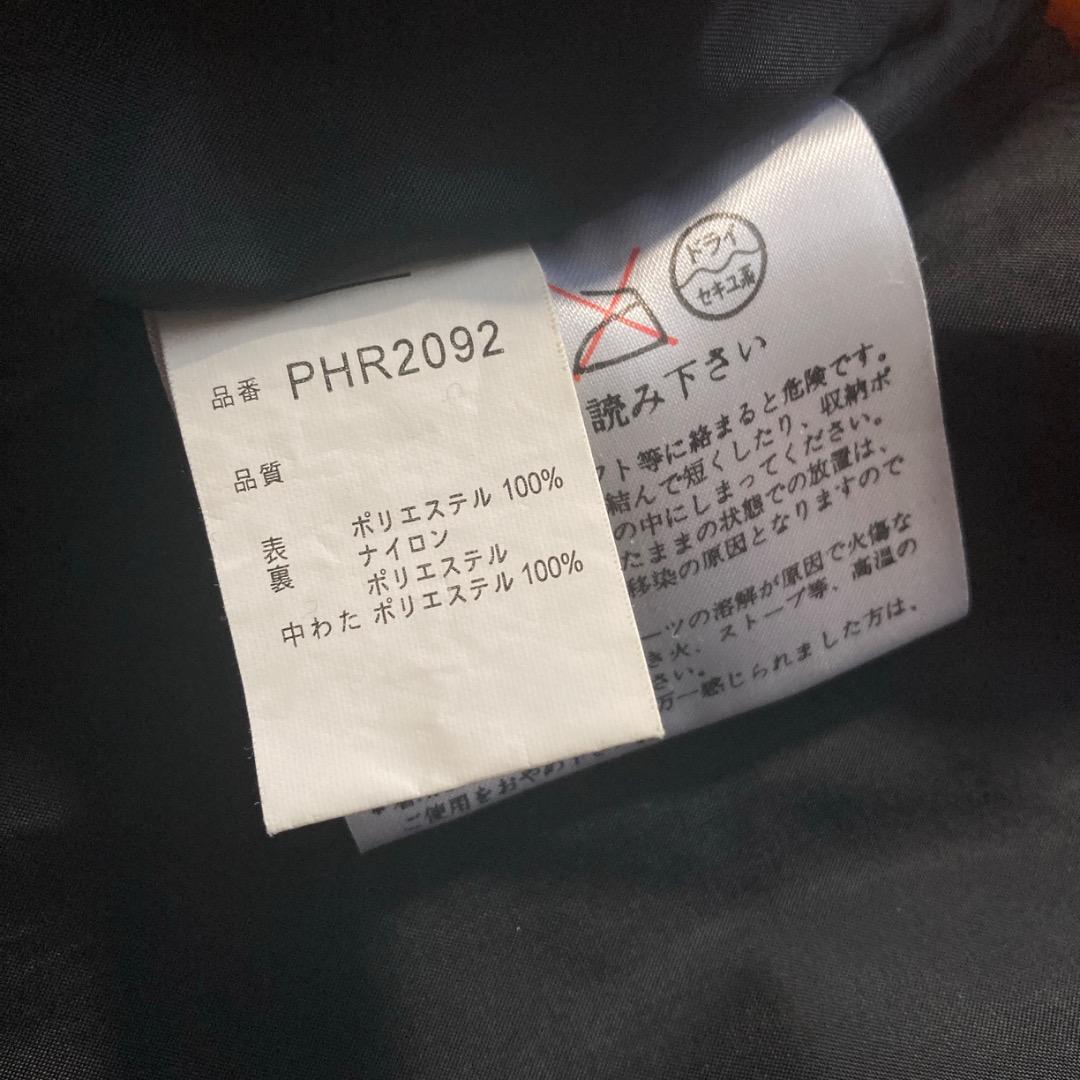 品番 PHR2092
品質
表 ポリエステル 100%
裏 ナイロン
ポリエステル
中わた ポリエステル 100%
ドライ
セキユ系
読み下さい
フト等に絡まると危険です。
結んで短くしたり、収納ポ
の中にしまってください。
たままの状態での放置は、
移染の原因となりますので
ーツの溶解が原因で火傷な
き火、ストーブ等、高温の
さい。
万一感じられました方は、
ご使用をおやめ下さ